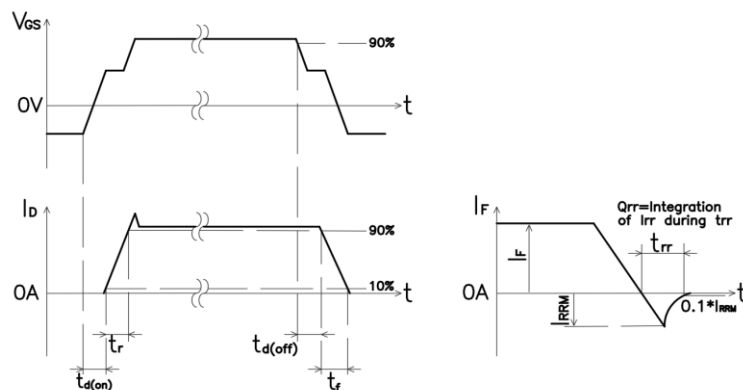 VGS
90%
0V
t
ID
90%
10%
0A
t
tr
td(off)
td(on)
tf
IF
Qrr=Integration
of Irr during trr
trr
IF
0A
t
IRRM
0.1*IRRM